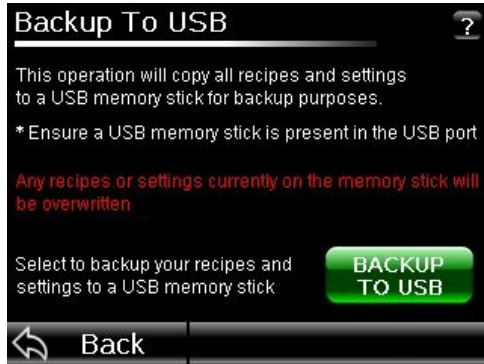 Backup To USB
?
This operation will copy all recipes and settings
to a USB memory stick for backup purposes.
* Ensure a USB memory stick is present in the USB port
Any recipes or settings currently on the memory stick will
be overwritten
Select to backup your recipes and
settings to a USB memory stick
BACKUP
TO USB
Back